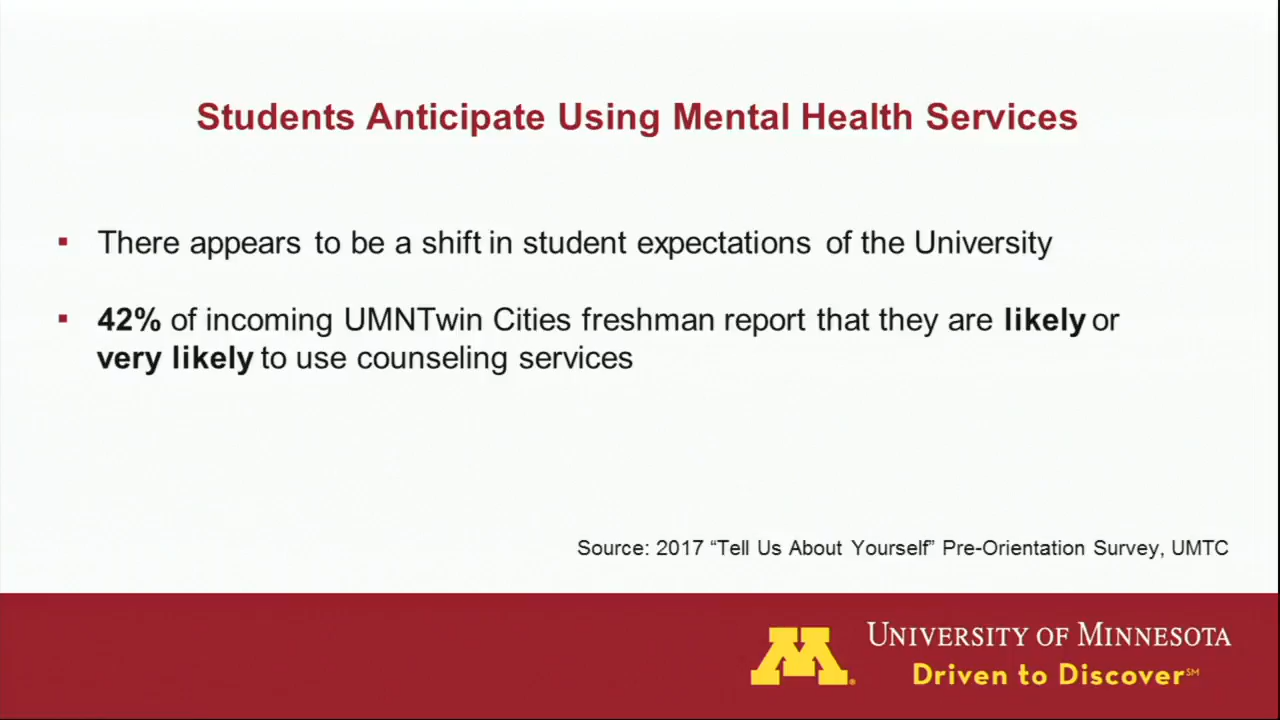 Students Anticipate Using Mental Health Services
▪ There appears to be a shift in student expectations of the University
▪ 42% of incoming UMNTwin Cities freshman report that they are likely or
very likely to use counseling services
Source: 2017 “Tell Us About Yourself” Pre-Orientation Survey, UMTC
M®
UNIVERSITY OF MINNESOTA
Driven to Discover℠